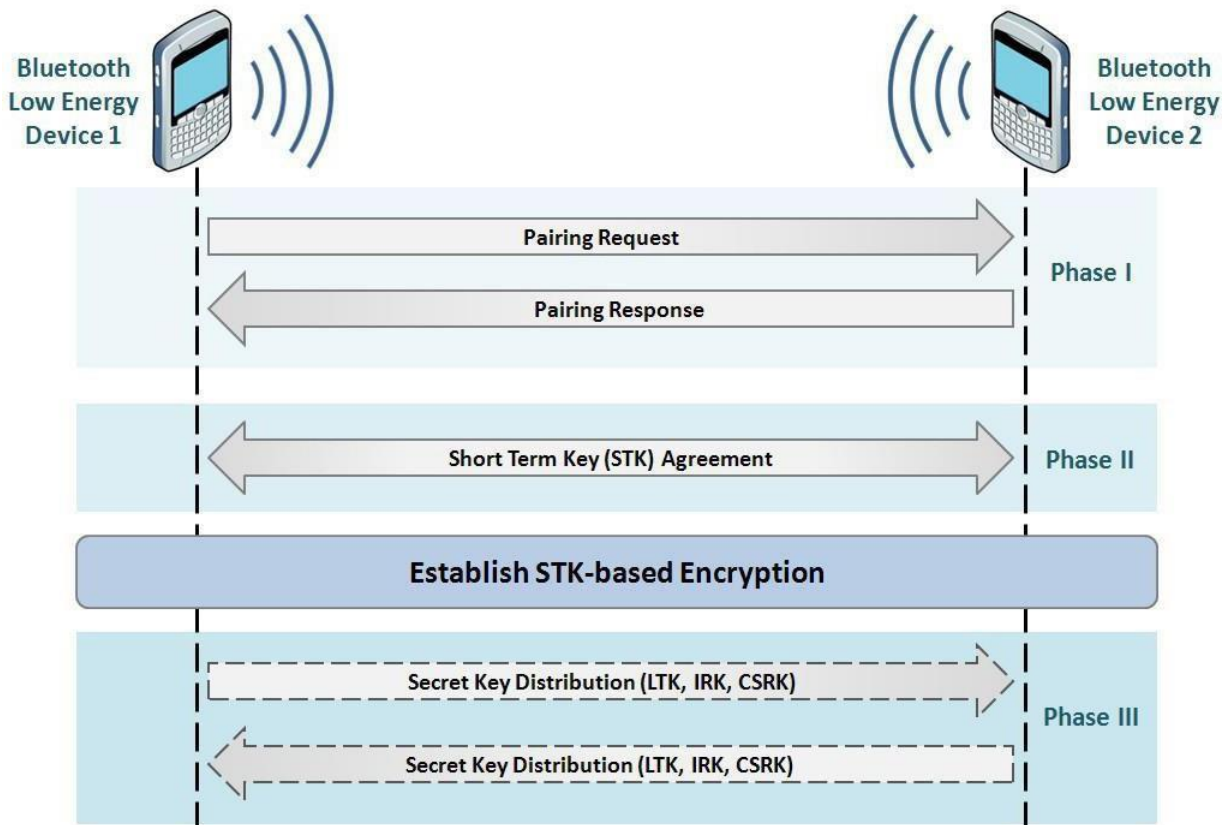 Bluetooth
Low Energy
Device 1
Bluetooth
Low Energy
Device 2
Pairing Request
Phase I
Pairing Response
Short Term Key (STK) Agreement
Phase II
Establish STK-based Encryption
Secret Key Distribution (LTK, IRK, CSRK)
Phase III
Secret Key Distribution (LTK, IRK, CSRK)